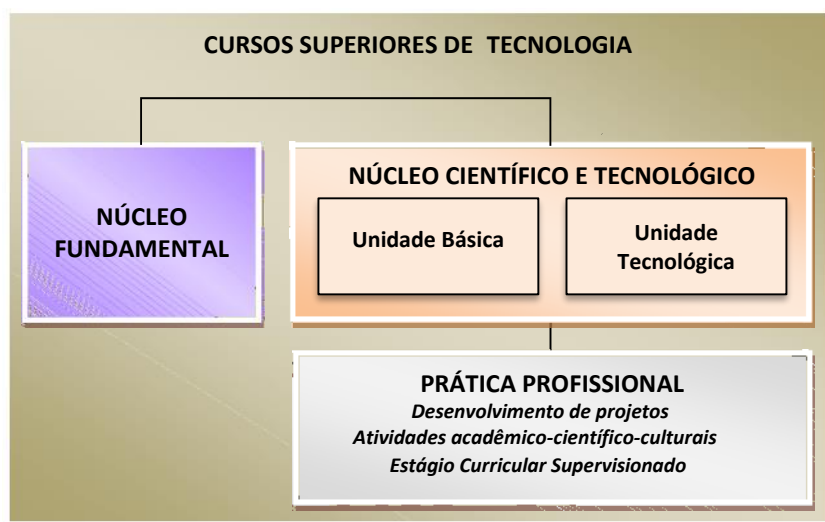 CURSOS SUPERIORES DE TECNOLOGIA
NÚCLEO
FUNDAMENTAL
NÚCLEO CIENTÍFICO E TECNOLÓGICO
Unidade Básica
Unidade
Tecnológica
PRÁTICA PROFISSIONAL
Desenvolvimento de projetos
Atividades acadêmico-científico-culturais
Estágio Curricular Supervisionado